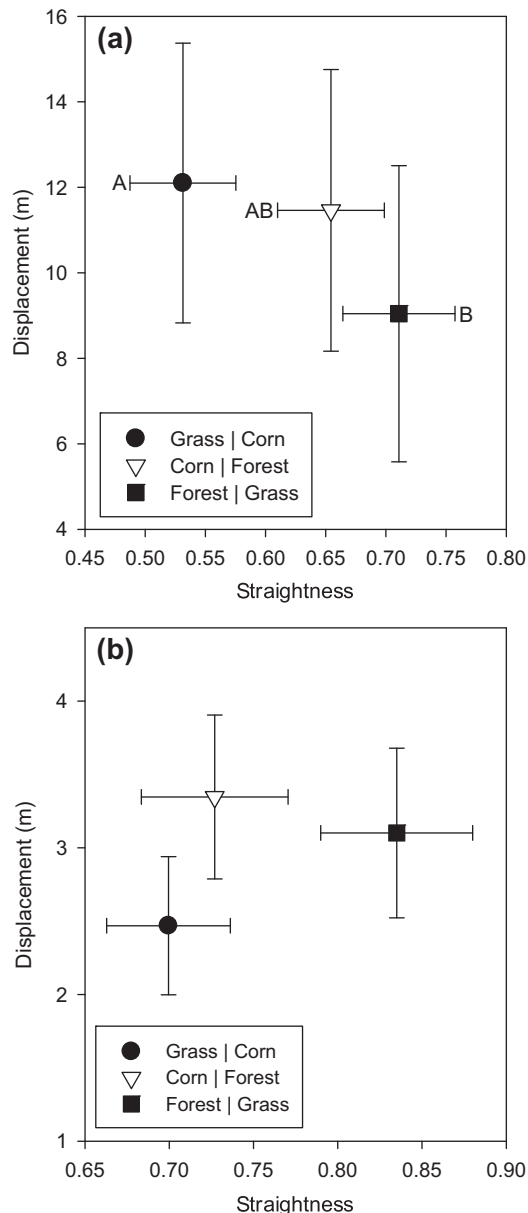 (a)
16
14
12
10
8
6
4
Displacement (m)
A
AB
B
Grass | Corn
Corn | Forest
Forest | Grass
0.45 0.50 0.55 0.60 0.65 0.70 0.75 0.80
Straightness
(b)
4
3
2
1
Displacement (m)
Grass | Corn
Corn | Forest
Forest | Grass
0.65 0.70 0.75 0.80 0.85 0.90
Straightness